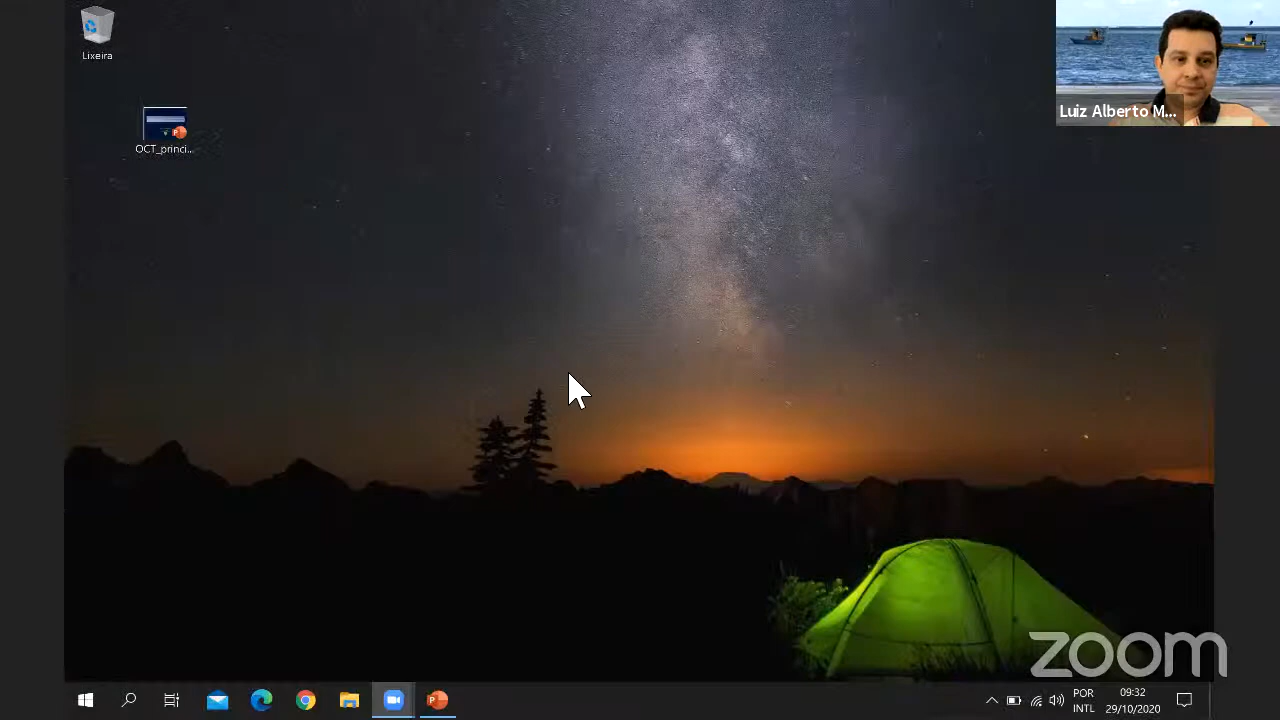 Lixeira
OCT_princi...
Luiz Alberto M...
zoom
POR
INTL
09:32
29/10/2020